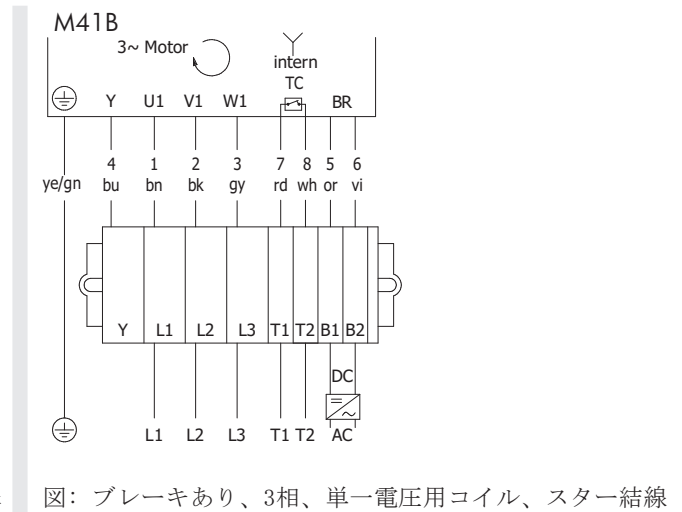 M41B
3~ Motor
intern
TC
Y U1 V1 W1 BR
4 1 2 3 7 8 5 6
ye/gn bu bn bk gy rd wh or vi
Y L1 L2 L3 T1 T2 B1 B2
DC
L1 L2 L3 T1 T2 AC
図: ブレーキあり、3相、単一電圧用コイル、スター結線